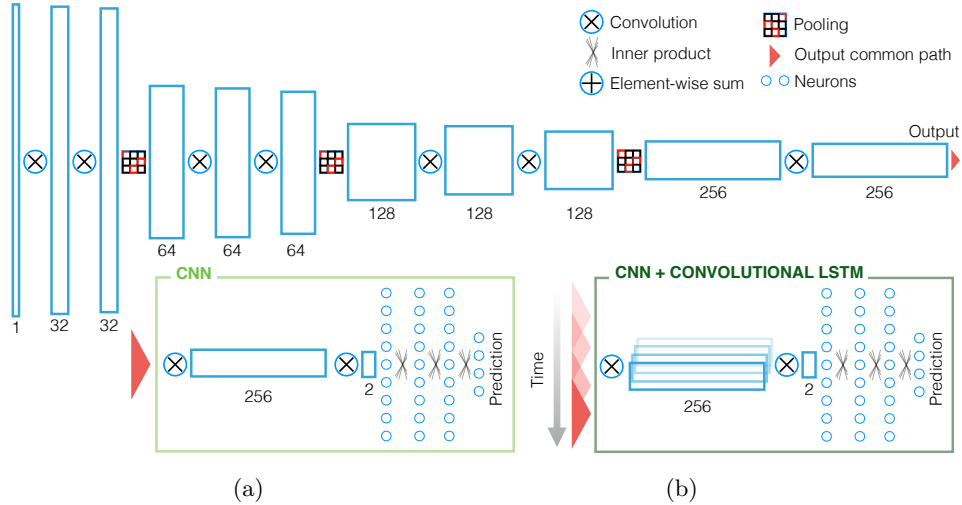 Convolution
Inner product
Element-wise sum
Pooling
Output common path
Neurons
Output
1
32
32
64
64
64
128
128
128
256
256
CNN
256
2
Prediction
(a)
CNN + CONVOLUTIONAL LSTM
Time
256
2
Prediction
(b)